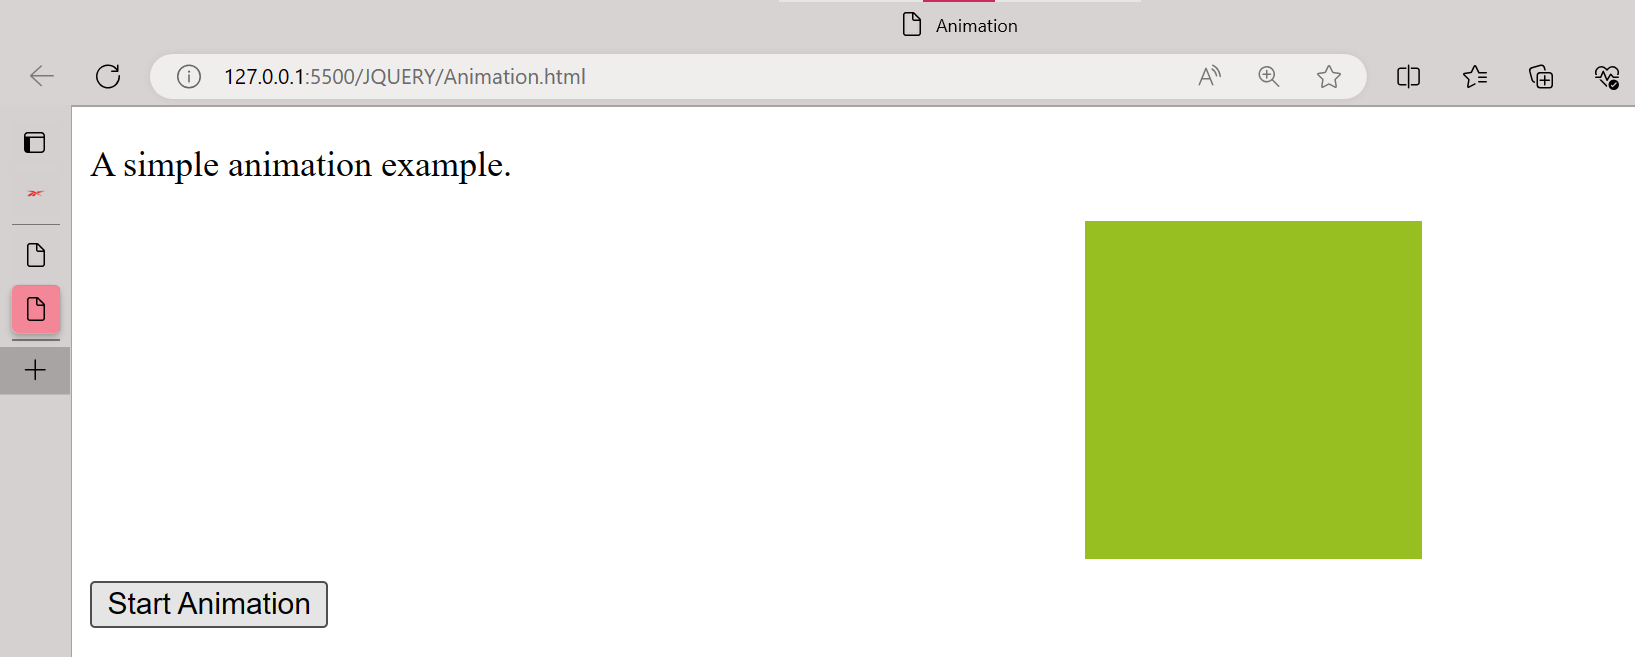 Animation
127.0.0.1:5500/JQUERY/Animation.html
A simple animation example.
Start Animation